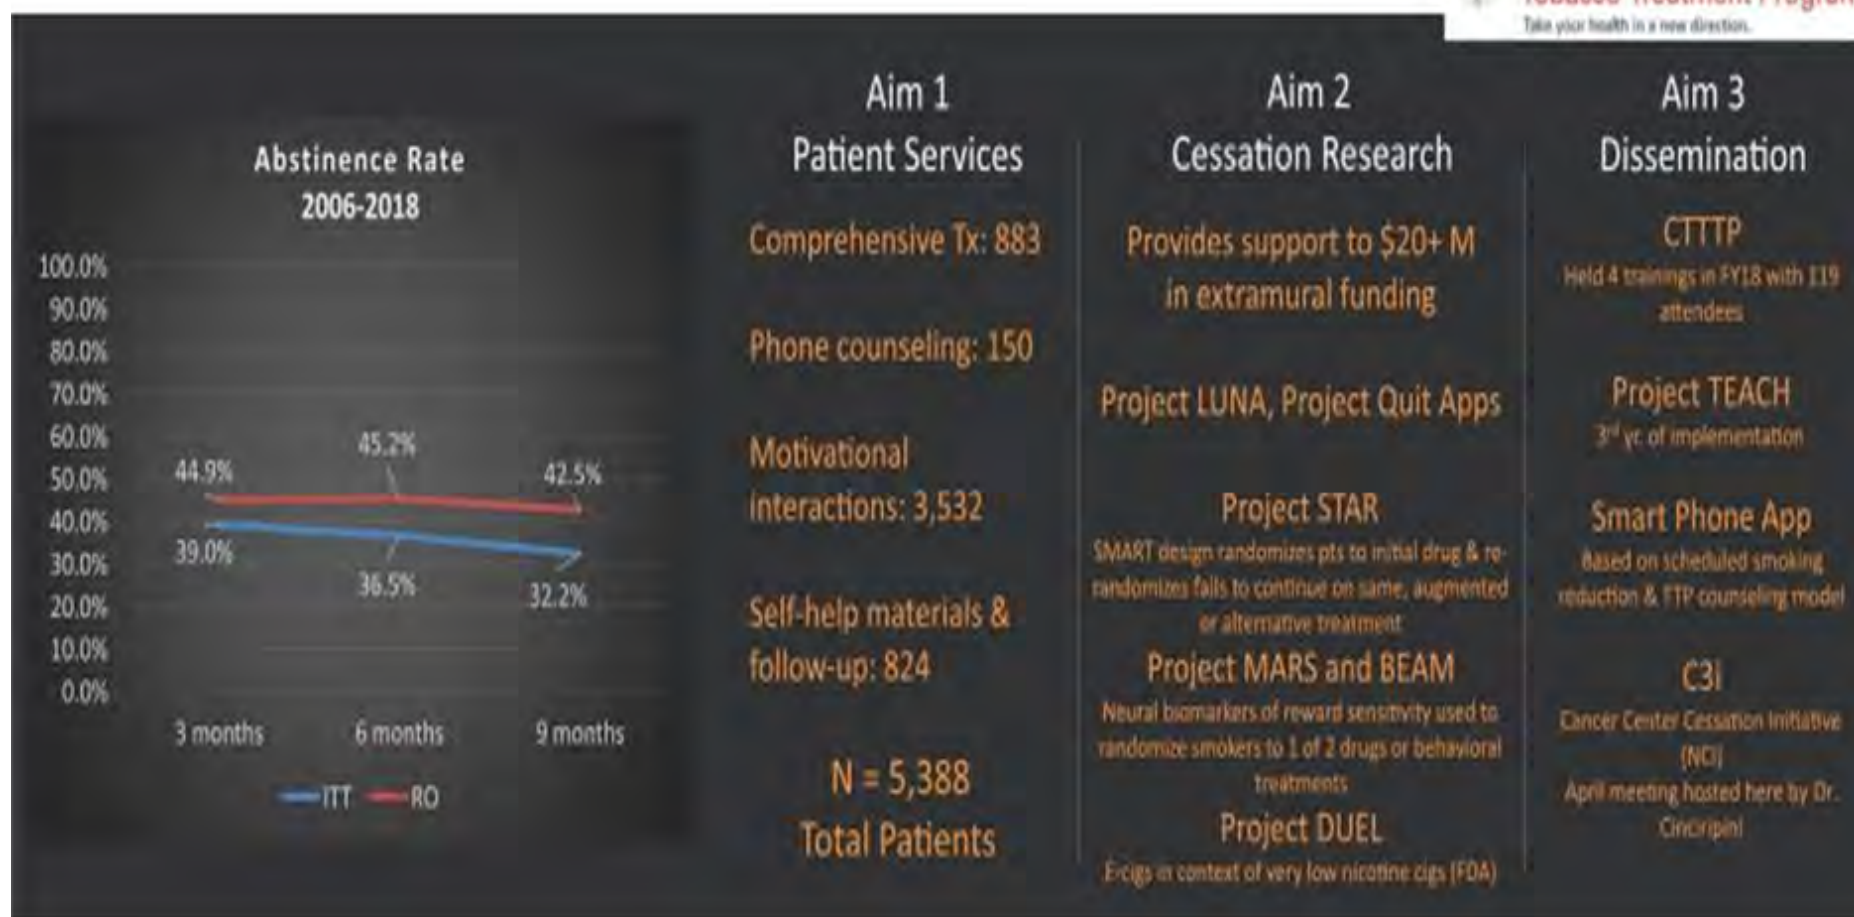 Tobacco Treatment Program
Take your health in a new direction.
Abstinence Rate
2006-2018
100.0%
90.0%
80.0%
70.0%
60.0%
50.0%
40.0%
30.0%
20.0%
10.0%
0.0%
44.9%
45.2%
42.5%
39.0%
36.5%
32.2%
3 months
6 months
9 months
ITT
RO
Aim 1
Patient Services
Comprehensive Tx: 883
Phone counseling: 150
Motivational
interactions: 3,532
Self-help materials &
follow-up: 824
N = 5,388
Total Patients
Aim 2
Cessation Research
Provides support to $20+ M
in extramural funding
Project LUNA, Project Quit Apps
Project STAR
SMART design randomizes pts to initial drug & re-
randomizes fails to continue on same, augmented
or alternative treatment
Project MARS and BEAM
Neural biomarkers of reward sensitivity used to
randomize smokers to 1 of 2 drugs or behavioral
treatments
Project DUEL
E-cigs in context of very low nicotine cigs (FDA)
Aim 3
Dissemination
CTTTP
Held 4 trainings in FY18 with 119
attendees
Project TEACH
3rd yr. of implementation
Smart Phone App
Based on scheduled smoking
reduction & TTP counseling model
C3I
Cancer Center Cessation Initiative
(NCI)
April meeting hosted here by Dr.
Cinciripini